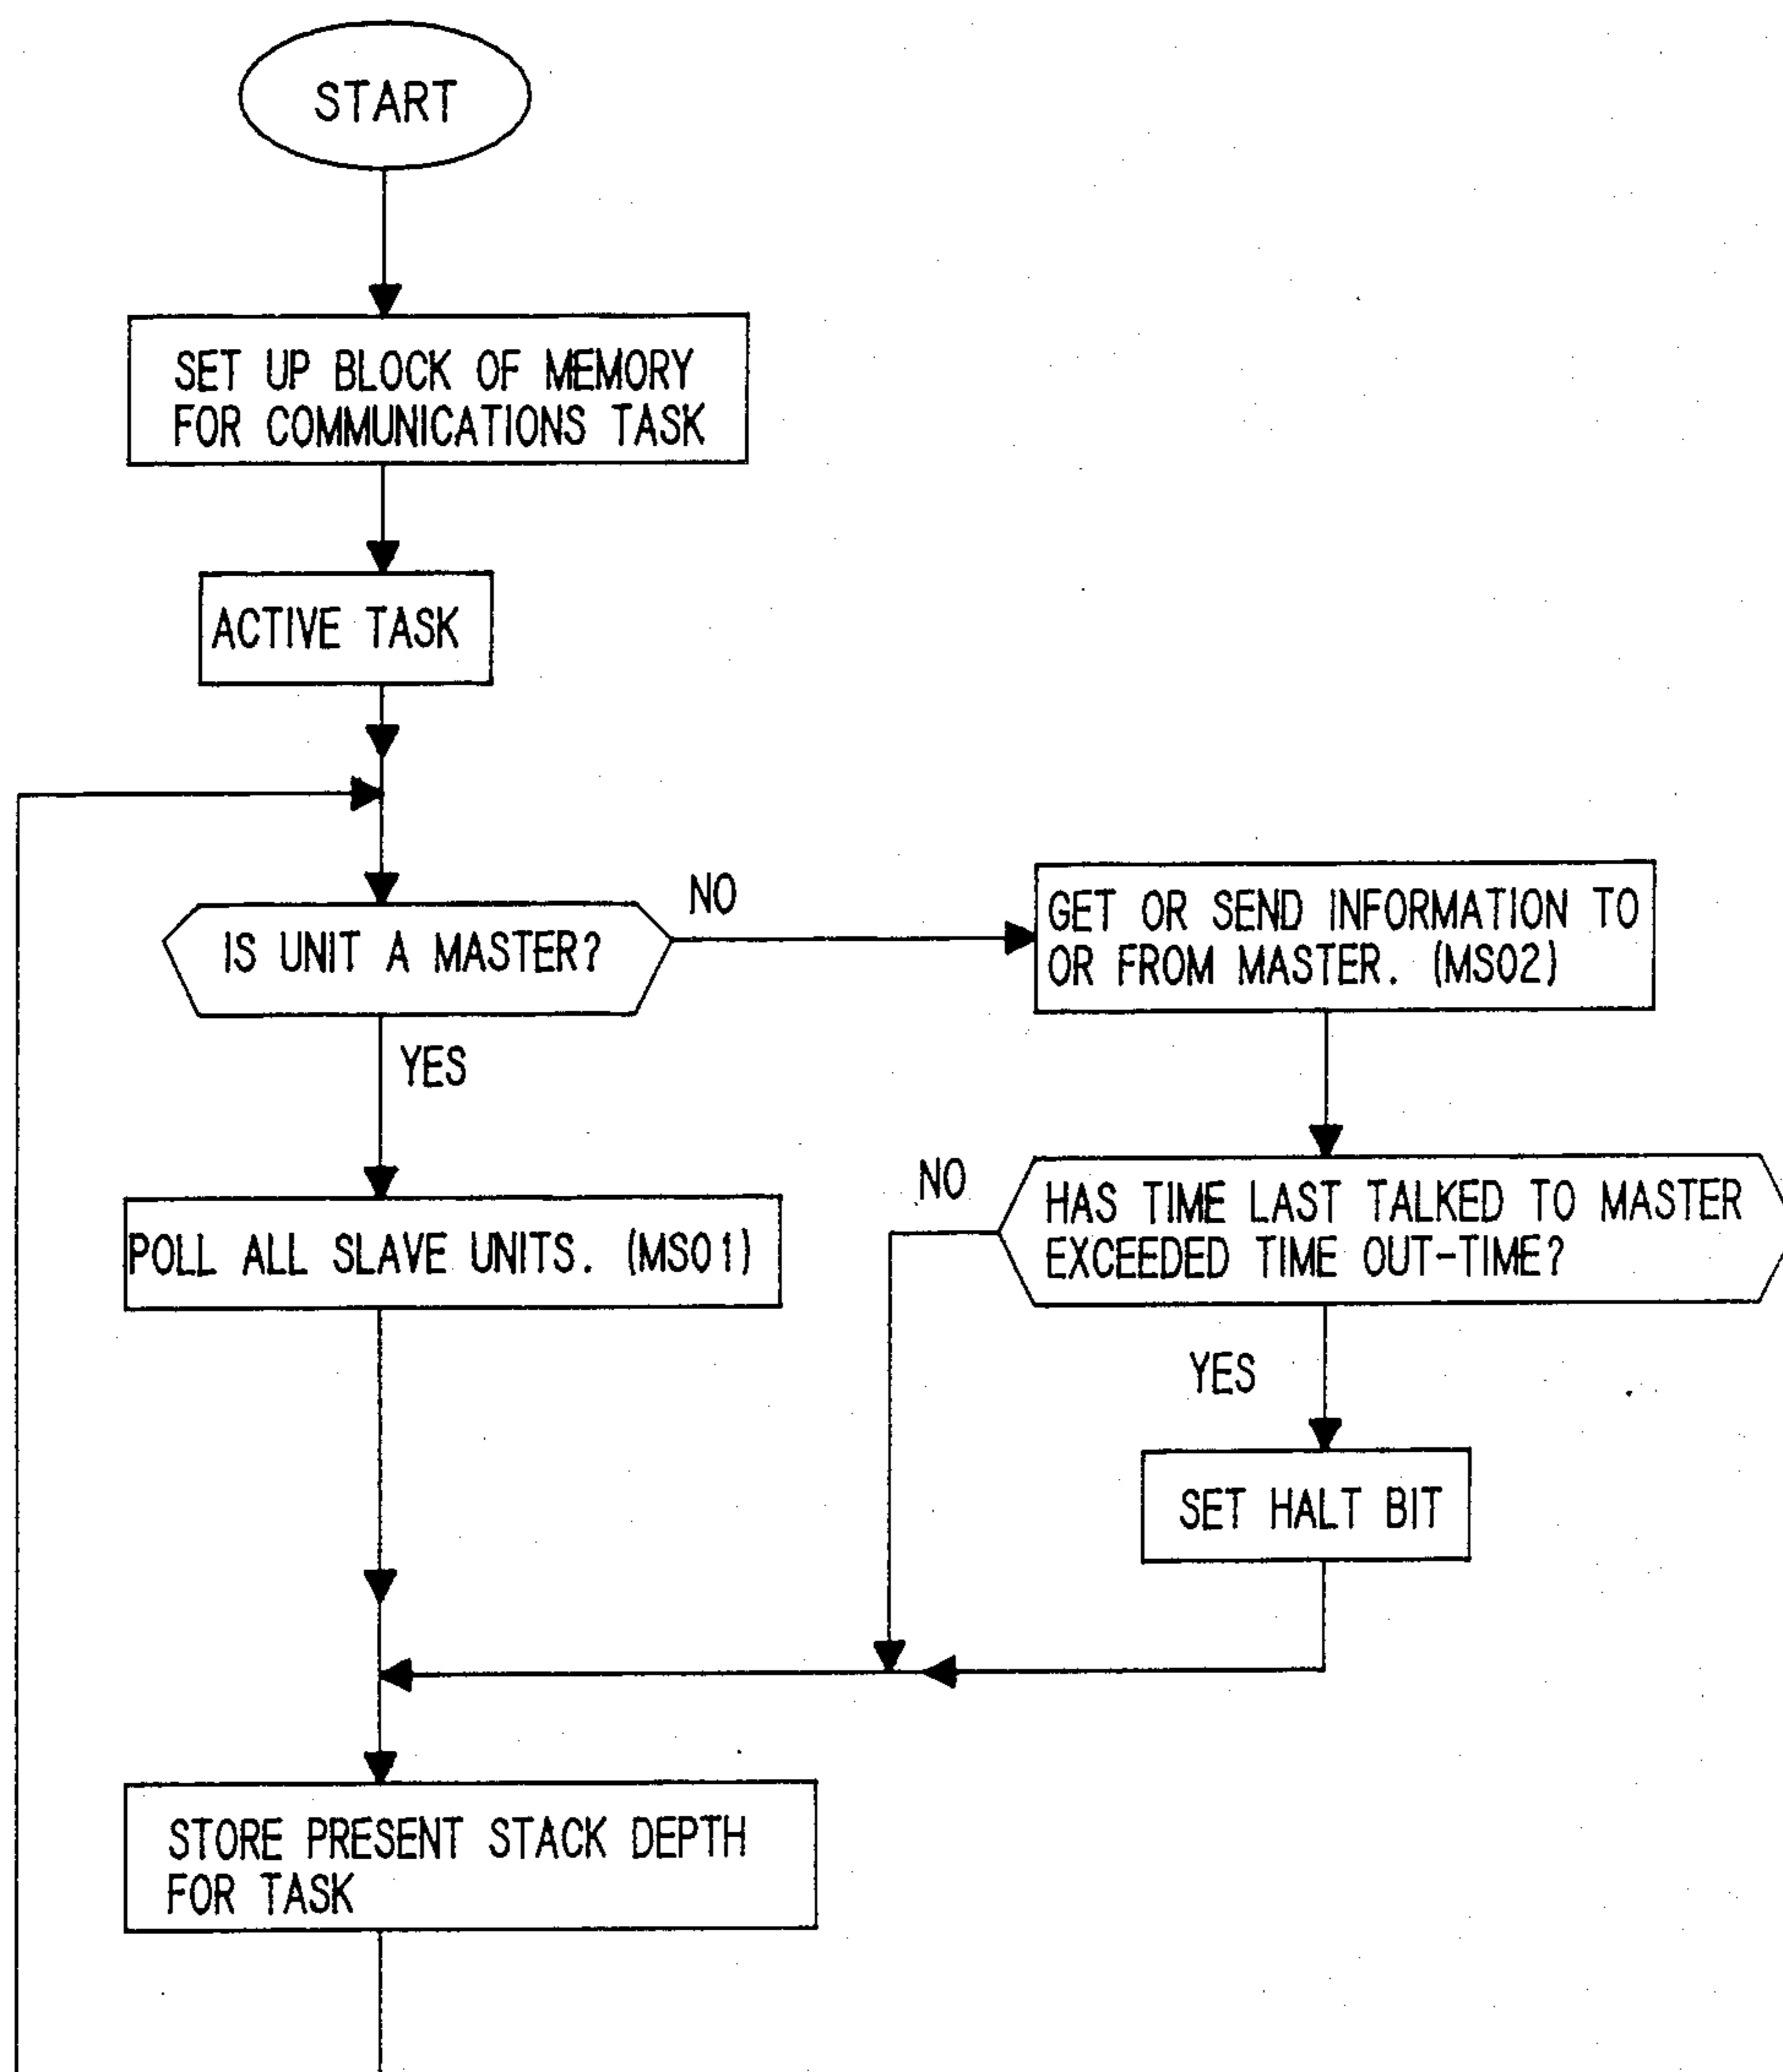 START
SET UP BLOCK OF MEMORY
FOR COMMUNICATIONS TASK
ACTIVE TASK
IS UNIT A MASTER?
NO
GET OR SEND INFORMATION TO
OR FROM MASTER. (MS02)
YES
POLL ALL SLAVE UNITS. (MS01)
NO
HAS TIME LAST TALKED TO MASTER
EXCEEDED TIME OUT-TIME?
YES
SET HALT BIT
STORE PRESENT STACK DEPTH
FOR TASK